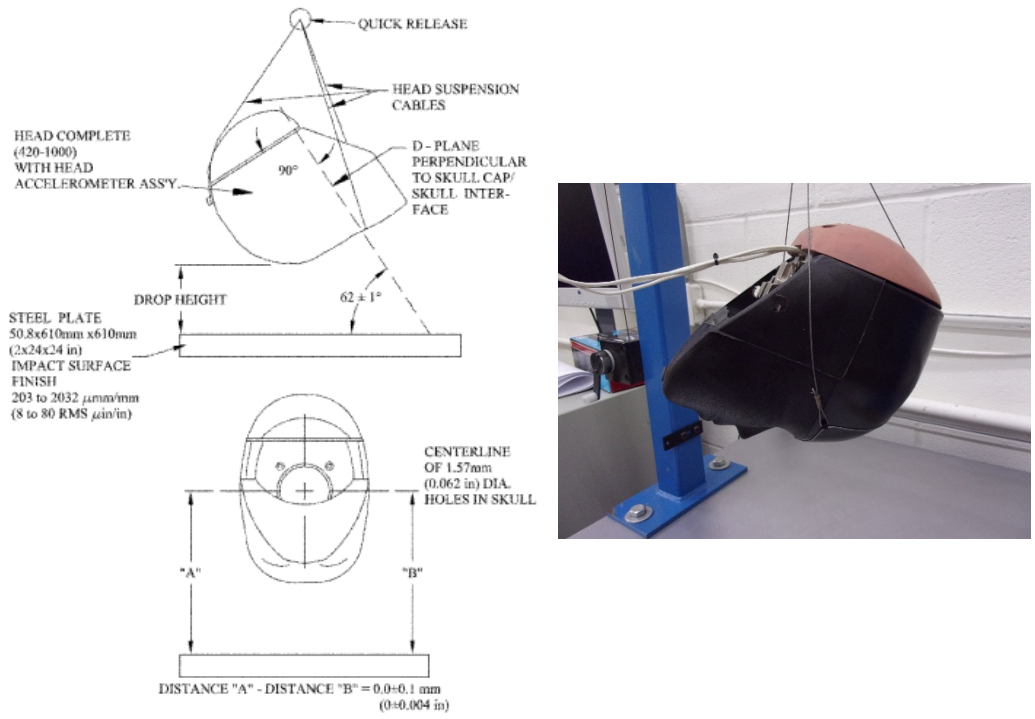 QUICK RELEASE
HEAD SUSPENSION
CABLES
HEAD COMPLETE
(420-1000)
WITH HEAD
ACCELEROMETER ASS'Y.
90°
D - PLANE
PERPENDICULAR
TO SKULL CAP/
SKULL INTER-
FACE
DROP HEIGHT
62 ± 1°
STEEL PLATE
50.8x610mm x610mm
(2x24x24 in)
IMPACT SURFACE
FINISH
203 to 2032 µmm/mm
(8 to 80 RMS µin/in)
CENTERLINE
OF 1.57mm
(0.062 in) DIA.
HOLES IN SKULL
"A"
"B"
DISTANCE "A" - DISTANCE "B" = 0.0±0.1 mm
(0±0.004 in)